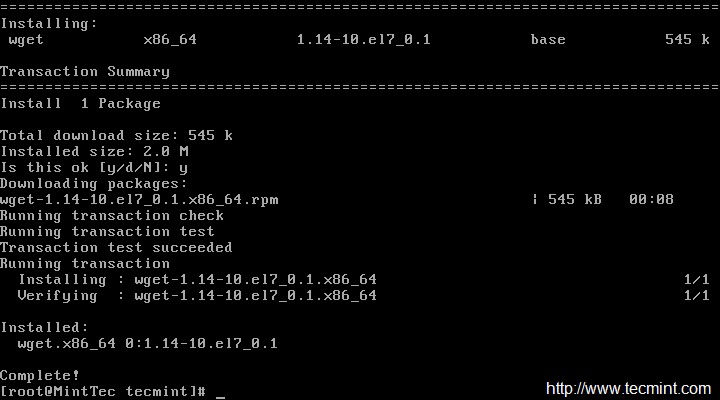 ================================================================================
Installing:
 wget            x86_64            1.14-10.el7_0.1            base            545 k

Transaction Summary
================================================================================
Install  1 Package

Total download size: 545 k
Installed size: 2.0 M
Is this ok [y/d/N]: y
Downloading packages:
wget-1.14-10.el7_0.1.x86_64.rpm                            | 545 kB   00:08
Running transaction check
Running transaction test
Transaction test succeeded
Running transaction
  Installing : wget-1.14-10.el7_0.1.x86_64                                  1/1
  Verifying  : wget-1.14-10.el7_0.1.x86_64                                  1/1

Installed:
  wget.x86_64 0:1.14-10.el7_0.1

Complete!
[root@MintTec tecmint]# _
http://www.tecmint.com